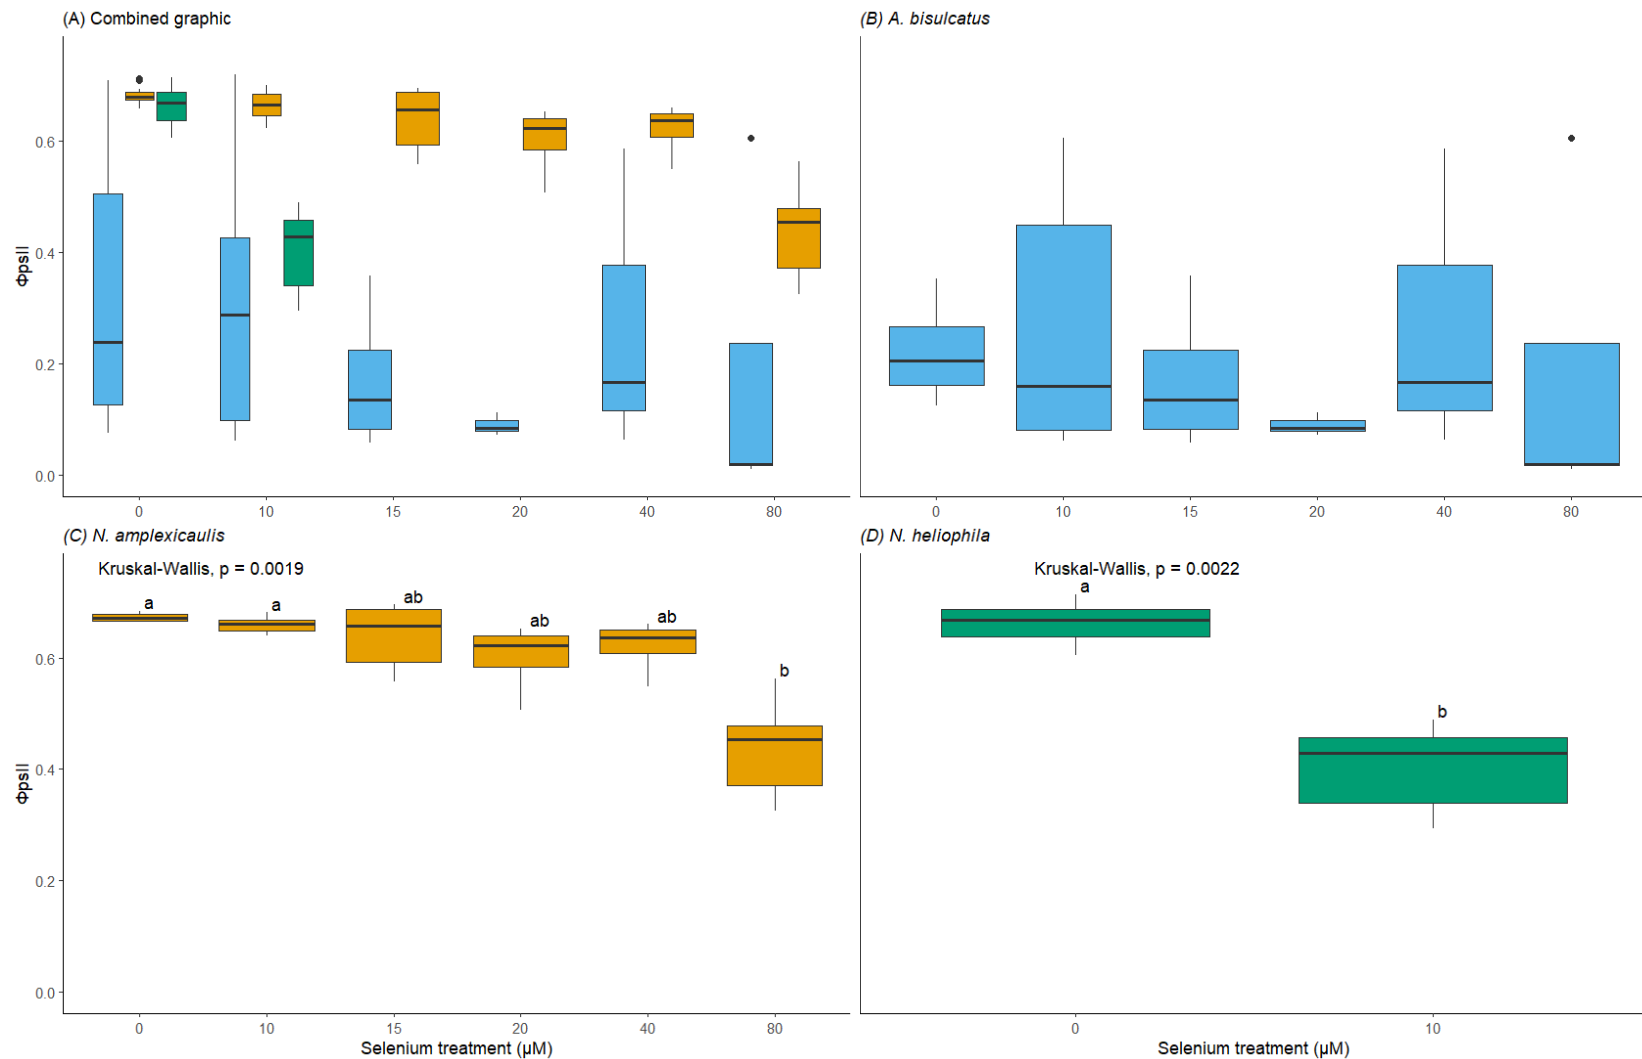 (A) Combined graphic
(B) A. bisulcatus
0.6
0.4
0.2
0.0
ΦpsII
0 10 15 20 40 80
0 10 15 20 40 80
(C) N. amplexicaulis
(D) N. heliophila
Kruskal-Wallis, p = 0.0019
a a ab ab ab b
0.6
0.4
0.2
0.0
ΦpsII
0 10 15 20 40 80
Selenium treatment (μM)
Kruskal-Wallis, p = 0.0022
a
b
0 10
Selenium treatment (μM)